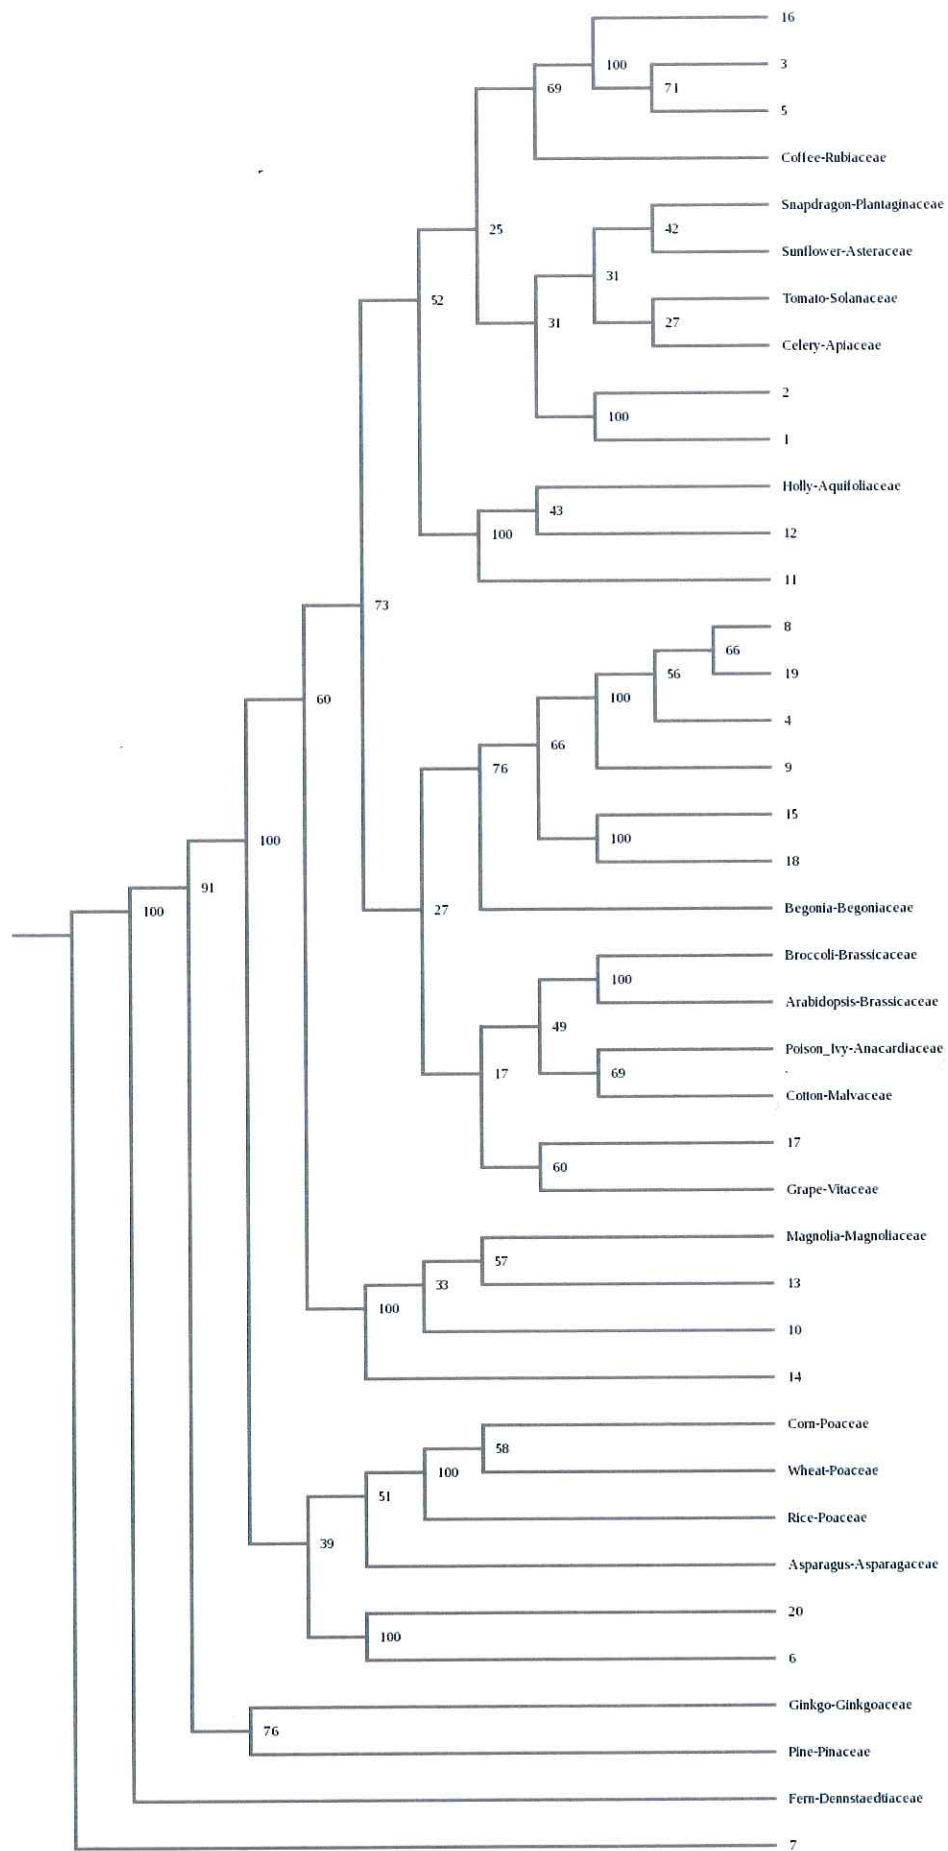 16
100
3
69
71
5
Coffee-Rubiaceae
Snapdragon-Plantaginaceae
25
42
Sunflower-Asteraceae
31
52
Tomato-Solanaceae
31
27
Celery-Apiaceae
2
100
1
Holly-Aquifoliaceae
43
100
12
11
73
8
66
56
19
60
100
4
66
76
9
15
100
100
18
91
Begonia-Begoniaceae
100
27
Broccoli-Brassicaceae
100
Arabidopsis-Brassicaceae
49
Poison_Ivy-Anacardiaceae
17
69
Cotton-Malvaceae
17
60
Grape-Vitaceae
Magnolia-Magnoliaceae
57
33
13
100
10
14
Corn-Poaceae
58
100
Wheat-Poaceae
51
Rice-Poaceae
39
Asparagus-Asparagaceae
20
100
6
Ginkgo-Ginkgoaceae
76
Pine-Pinaceae
Fern-Dennstaedtiaceae
7